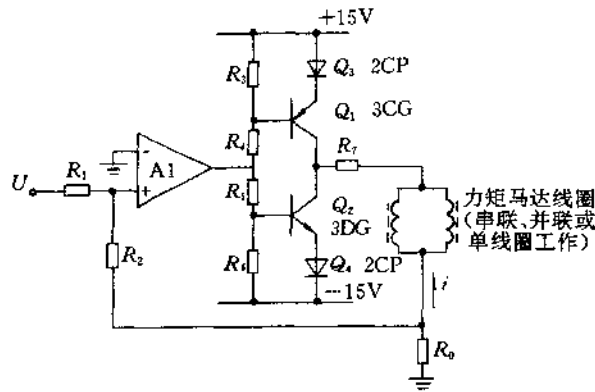 +15V
R3
Q3 2CP
Q1 3CG
R4
R7
A1
-
+
R1
U
R5
Q2
3DG
力矩马达线圈
(串联、并联或
单线圈工作)
R2
R6
Q4 2CP
-15V
i
R0